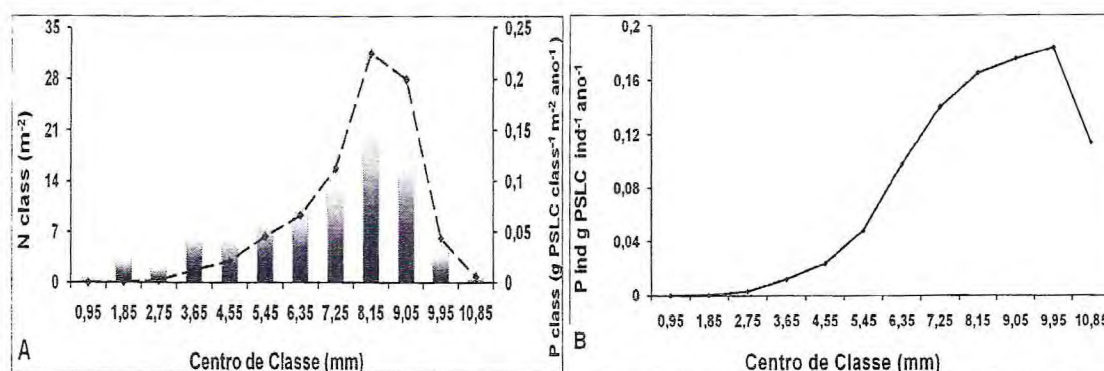 35
28
21
14
7
0
N class (m-2)
0,25
0,2
0,15
0,1
0,05
0
P class (g PSLC class-1 m-2 ano-1)
0,95 1,85 2,75 3,65 4,55 5,45 6,35 7,25 8,15 9,05 9,95 10,85
Centro de Classe (mm)
A
0,2
0,16
0,12
0,08
0,04
0
P Ind g PSLC ind-1 ano-1
0,95 1,85 2,75 3,65 4,55 5,45 6,35 7,25 8,15 9,05 9,95 10,85
Centro de Classe (mm)
B